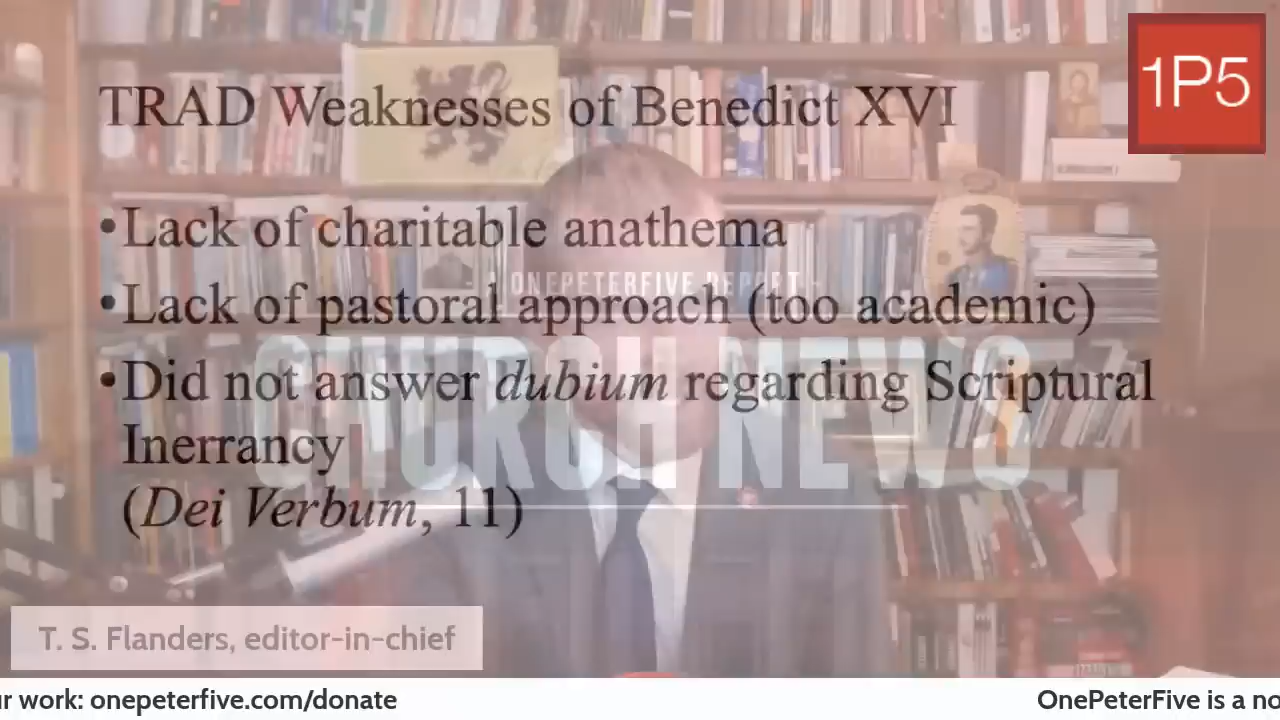 1P5
TRAD Weaknesses of Benedict XVI
•Lack of charitable anathema
ONEPETERFIVE REPORT
•Lack of pastoral approach (too academic)
CHURCH NEWS
•Did not answer dubium regarding Scriptural
Inerrancy
(Dei Verbum, 11)
T. S. Flanders, editor-in-chief
ur work: onepeterfive.com/donate
OnePeterFive is a no